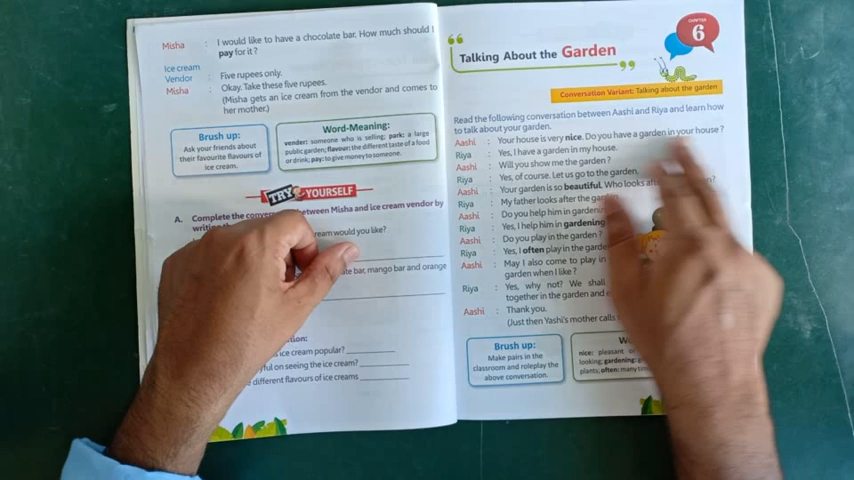 Misha : I would like to have a chocolate bar. How much should I
pay for it?
Ice cream
Vendor : Five rupees only.
Misha : Okay. Take these five rupees.
(Misha gets an ice cream from the vendor and comes to
her mother.)
Brush up:
Ask your friends about
their favourite flavours of
ice cream.
Word-Meaning:
vender: someone who is selling; park: a large
public garden; flavour: the different taste of a food
or drink; pay: to give money to someone.
TRY YOURSELF
A. Complete the between Misha and ice cream vendor by
would you like?
bar, mango bar and orange
ice cream popular?
on seeing the ice cream?
different flavours of ice creams
CHAPTER
6
Talking About the Garden
Conversation Variant: Talking about the garden
Read the following conversation between Aashi and Riya and learn how
to talk about your garden.
Aashi : Your house is very nice. Do you have a garden in your house ?
Riya : Yes, I have a garden in my house.
Aashi : Will you show me the garden ?
Riya : Yes, of course. Let us go to the garden.
Aashi : Your garden is so beautiful. Who looks
Riya : My father looks after the
Aashi : Do you help him in
Riya : Yes, I help him in gardening
Aashi : Do you play in the garden ?
Riya : Yes, I often play in the
Aashi : May I also come to play in
garden when I like ?
Riya : Yes, why not? We shall
together in the garden and
Aashi : Thank you.
(Just then Yashi's mother calls
Brush up:
Make pairs in the
classroom and roleplay the
above conversation.
nice: pleasant
looking; gardening:
plants, often: many